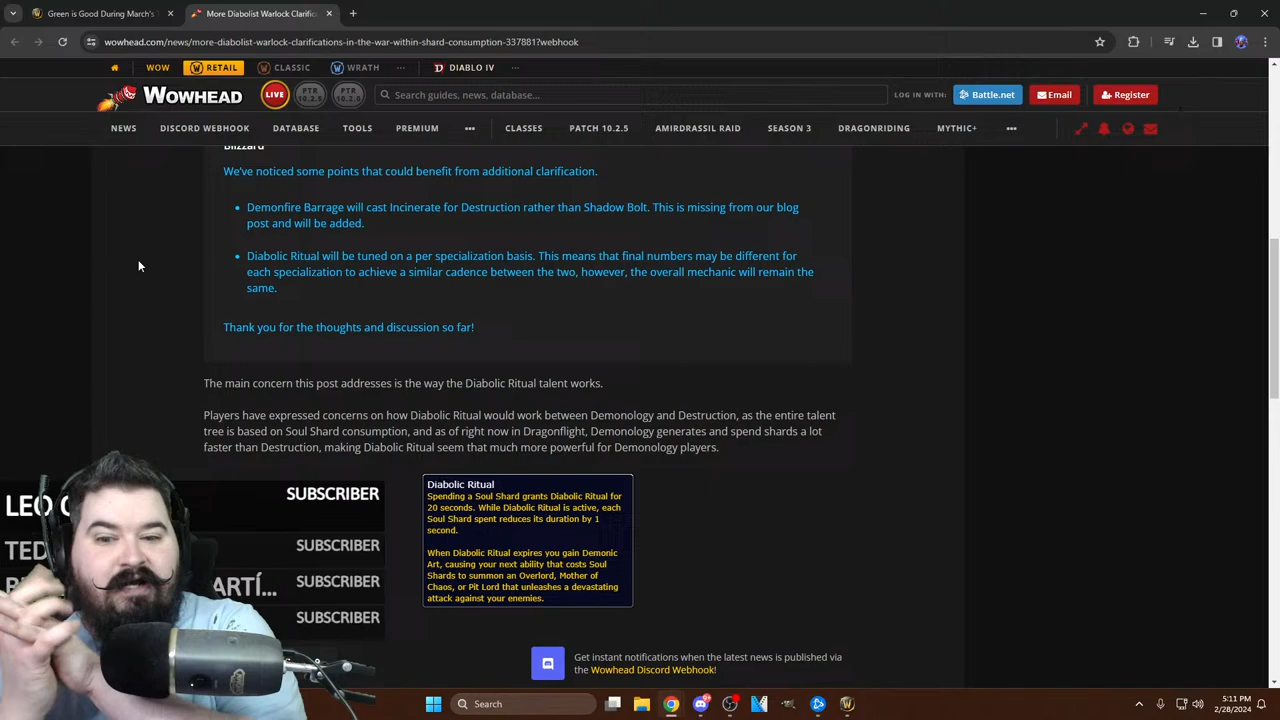 Green is Good During March's
More Diabolist Warlock Clarific
wowhead.com/news/more-diabolist-warlock-clarifications-in-the-war-within-shard-consumption-337881?webhook
WOW
RETAIL
CLASSIC
WRATH
DIABLO IV
WOWHEAD
LIVE
PTR 10.2.5
PTR 10.2.6
Search guides, news, database...
LOG IN WITH:
Battle.net
Email
Register
NEWS
DISCORD WEBHOOK
DATABASE
TOOLS
PREMIUM
CLASSES
PATCH 10.2.5
AMIRDRASSIL RAID
SEASON 3
DRAGONRIDING
MYTHIC+
Blizzard
We've noticed some points that could benefit from additional clarification.
• Demonfire Barrage will cast Incinerate for Destruction rather than Shadow Bolt. This is missing from our blog
post and will be added.
• Diabolic Ritual will be tuned on a per specialization basis. This means that final numbers may be different for
each specialization to achieve a similar cadence between the two, however, the overall mechanic will remain the
same.
Thank you for the thoughts and discussion so far!
The main concern this post addresses is the way the Diabolic Ritual talent works.
Players have expressed concerns on how Diabolic Ritual would work between Demonology and Destruction, as the entire talent
tree is based on Soul Shard consumption, and as of right now in Dragonflight, Demonology generates and spend shards a lot
faster than Destruction, making Diabolic Ritual seem that much more powerful for Demonology players.
Diabolic Ritual
Spending a Soul Shard grants Diabolic Ritual for
20 seconds. While Diabolic Ritual is active, each
Soul Shard spent reduces its duration by 1
second.
When Diabolic Ritual expires you gain Demonic
Art, causing your next ability that costs Soul
Shards to summon an Overlord, Mother of
Chaos, or Pit Lord that unleashes a devastating
attack against your enemies.
LEO SUBSCRIBER
TED SUBSCRIBER
ARTÍ... SUBSCRIBER
SUBSCRIBER
Get instant notifications when the latest news is published via
the Wowhead Discord Webhook!
Search
5:11 PM
2/28/2024